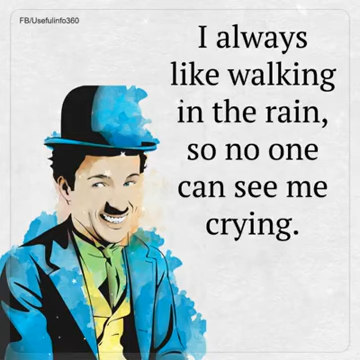 FB/Usefulinfo360
I always
like walking
in the rain,
so no one
can see me
crying.